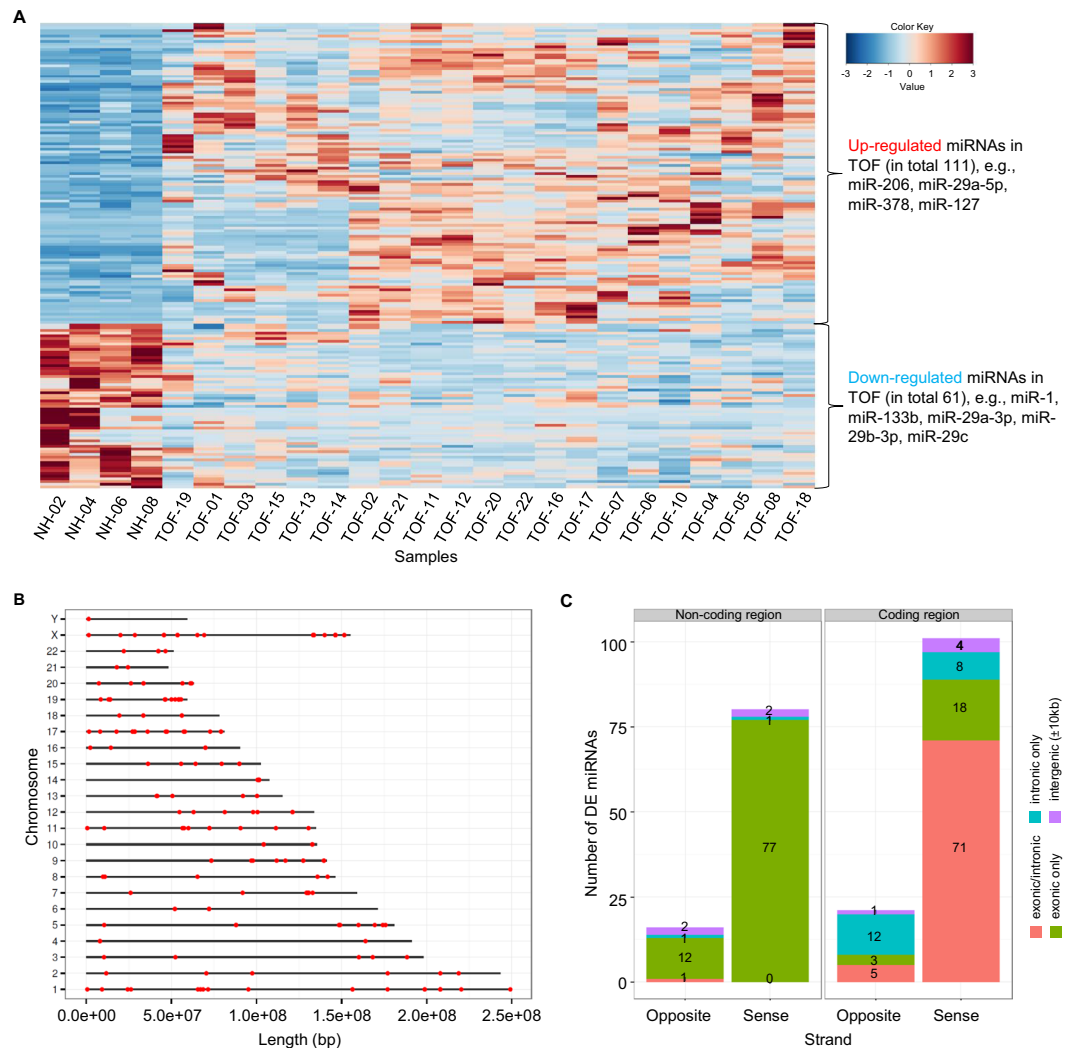 A
Color Key
-3 -2 -1 0 1 2 3
Value
Up-regulated miRNAs in
TOF (in total 111), e.g.,
miR-206, miR-29a-5p,
miR-378, miR-127
Down-regulated miRNAs in
TOF (in total 61), e.g., miR-1,
miR-133b, miR-29a-3p, miR-
29b-3p, miR-29c
NH-02 NH-04 NH-06 NH-08 TOF-19 TOF-01 TOF-03 TOF-15 TOF-13 TOF-14 TOF-02 TOF-21 TOF-11 TOF-12 TOF-20 TOF-22 TOF-16 TOF-17 TOF-07 TOF-06 TOF-10 TOF-04 TOF-05 TOF-08 TOF-18
Samples
B
Chromosome
Y
X
22
21
20
19
18
17
16
15
14
13
12
11
10
9
8
7
6
5
4
3
2
1
0.0e+00 5.0e+07 1.0e+08 1.5e+08 2.0e+08 2.5e+08
Length (bp)
C
Non-coding region Coding region
Number of DE miRNAs
100
75
50
25
0
2
1
12
1
2
1
77
0
1
12
3
5
4
8
18
71
Opposite Sense Opposite Sense
Strand
exonic/intronic intronic only
exonic only intergenic (±10kb)